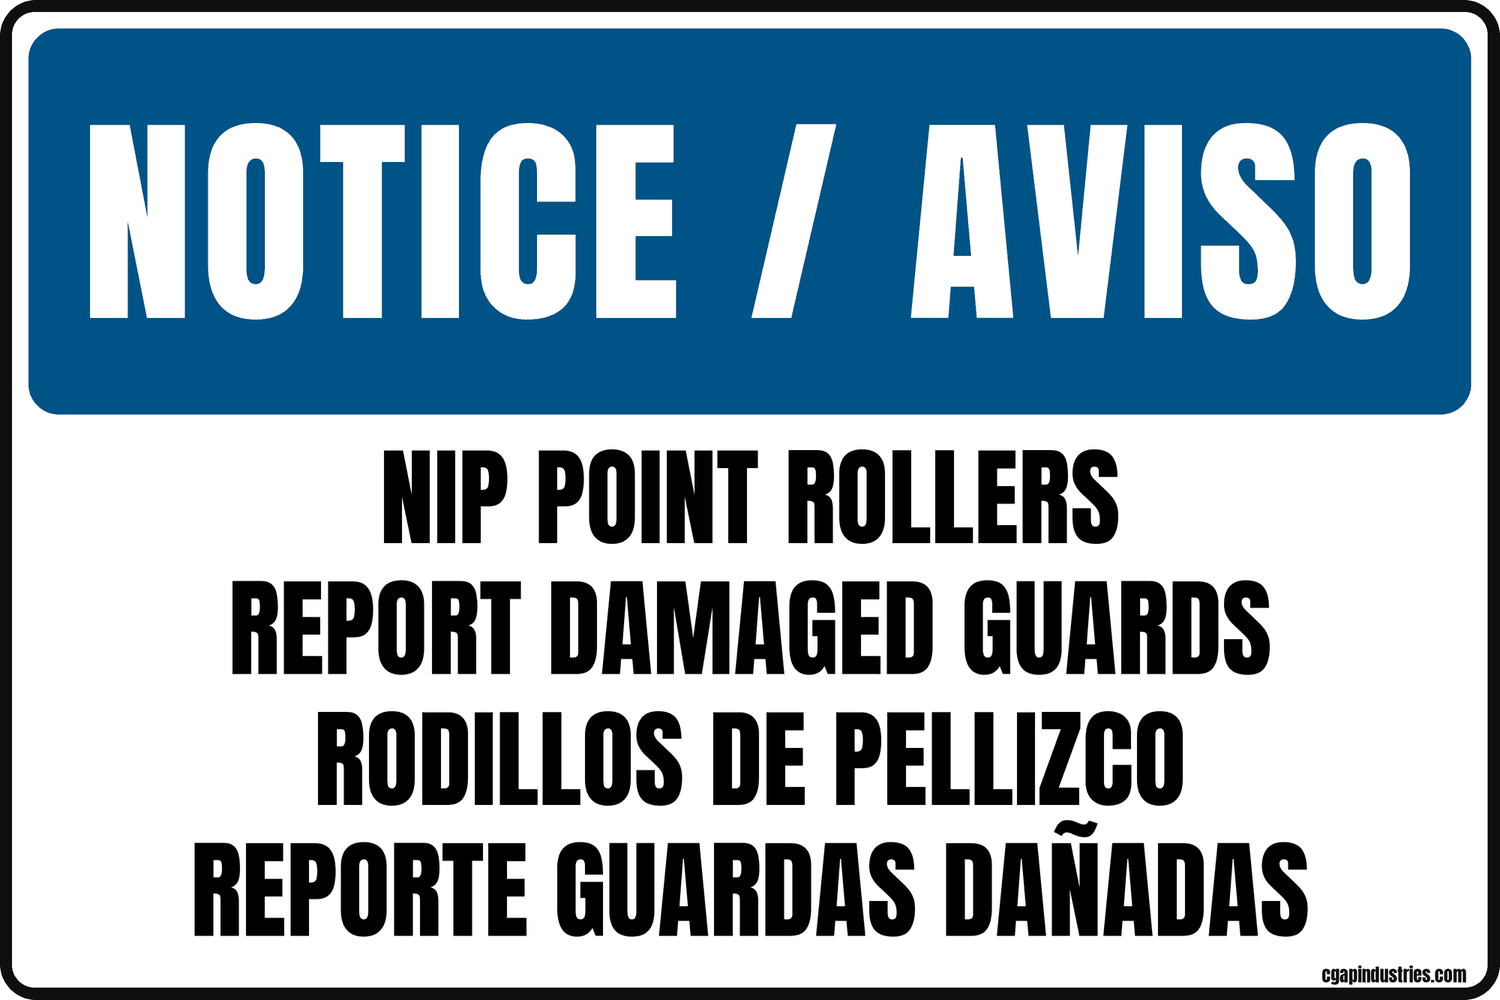 NOTICE / AVISO
NIP POINT ROLLERS
REPORT DAMAGED GUARDS
RODILLOS DE PELLIZCO
REPORTE GUARDAS DAÑADAS
cgapindustries.com